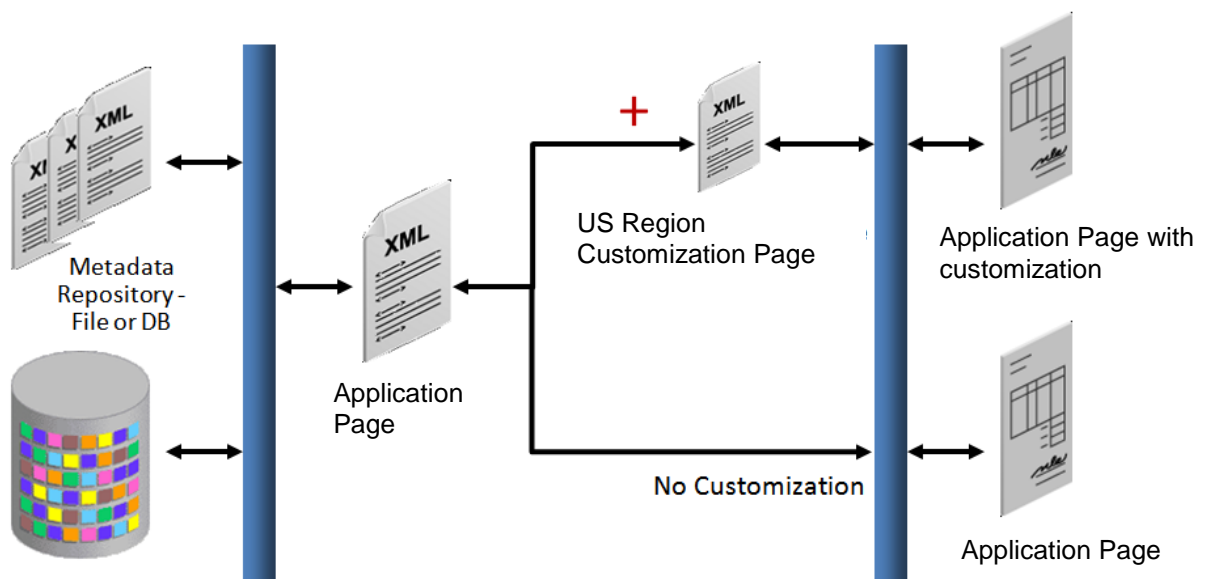 XML
XML
XML
US Region
Customization Page
Application Page with
customization
Metadata
Repository -
File or DB
XML
Application
Page
No Customization
Application Page